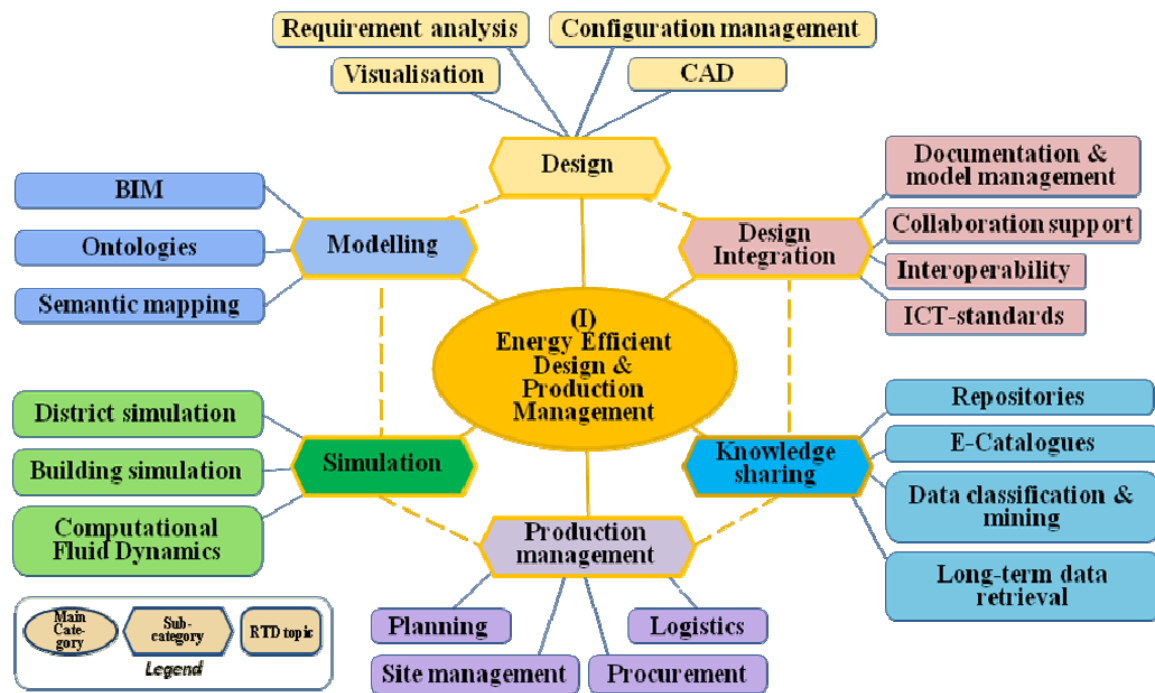 Requirement analysis
Configuration management
Visualisation
CAD
Design
Documentation &
model management
BIM
Modelling
Design
Integration
Collaboration support
Ontologies
Interoperability
Semantic mapping
ICT-standards
(I)
Energy Efficient
Design &
Production
Management
Repositories
District simulation
E-Catalogues
Building simulation
Simulation
Knowledge
sharing
Data classification &
mining
Computational
Fluid Dynamics
Production
management
Long-term data
retrieval
Planning
Logistics
Site management
Procurement
Main
Cate-
gory
Sub-
category
RTD topic
Legend